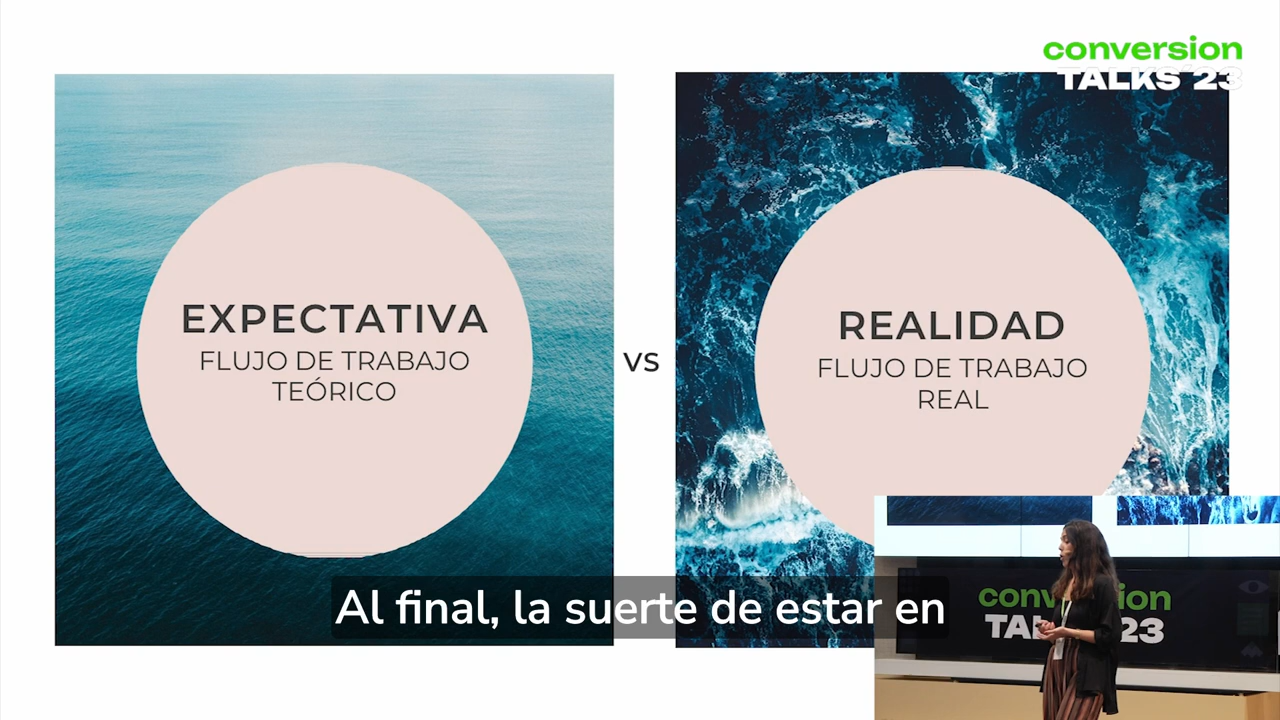 conversion
TALKS'23
EXPECTATIVA
FLUJO DE TRABAJO
TEÓRICO
vs
REALIDAD
FLUJO DE TRABAJO
REAL
Al final, la suerte de estar en